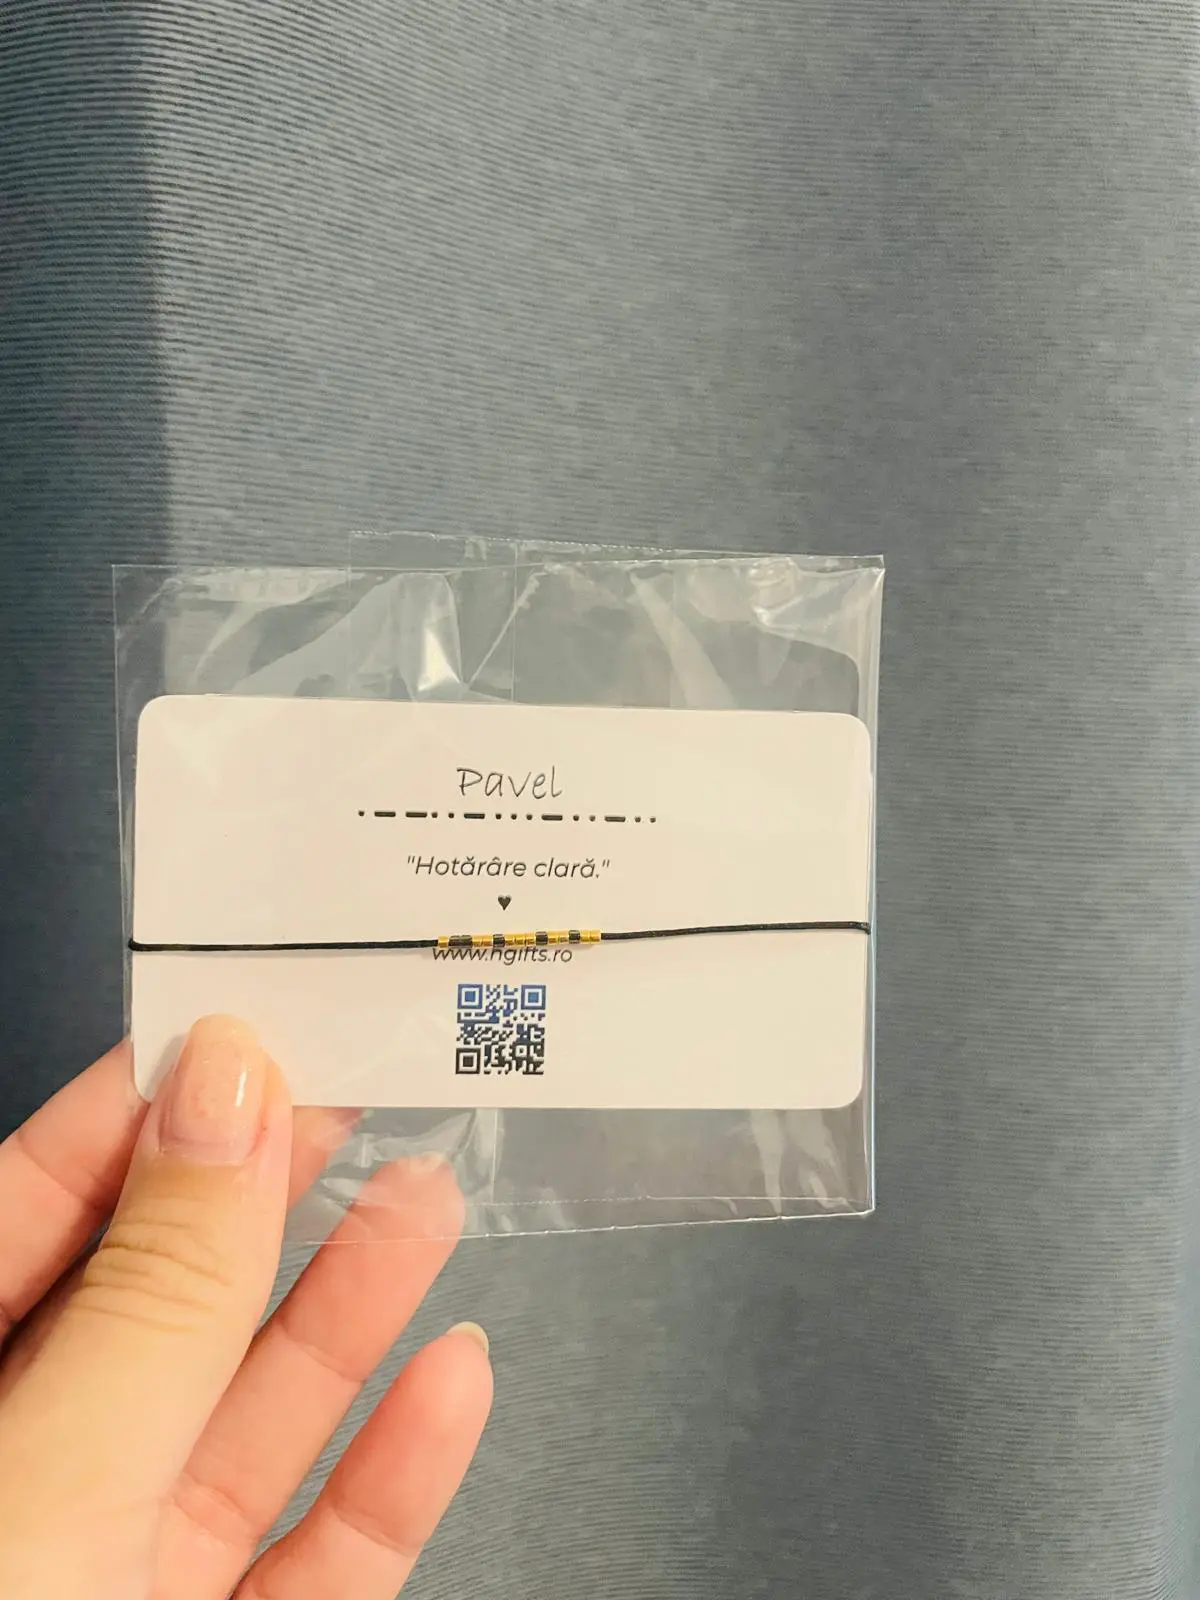 Pavel
.--.-..-...-..-..
"Hotărâre clară."
♥
www.hgifts.ro